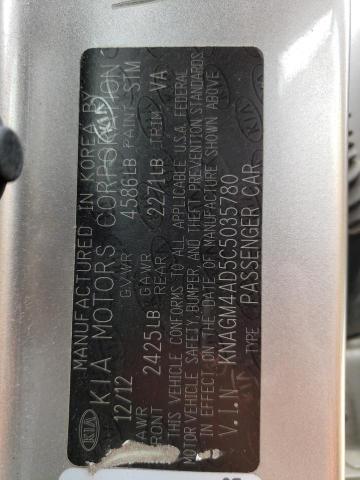 MANUFACTURED IN KOREA BY
KIA KIA MOTORS CORPORATION
12/12 GVWR 4586LB PAINT STM
GAWR FRONT 2425LB GAWR REAR 2271LB TRIM VA
THIS VEHICLE CONFORMS TO ALL APPLICABLE U.S.A. FEDERAL
MOTOR VEHICLE SAFETY, BUMPER AND THEFT PREVENTION STANDARDS
IN EFFECT ON THE DATE OF MANUFACTURE SHOWN ABOVE
V.I.N. KNAGM4AD5C5035780
TYPE PASSENGER CAR